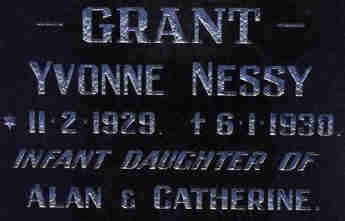 — GRANT —
YVONNE NESSY
* 11·2·1929. † 6·1·1930.
INFANT DAUGHTER OF
ALAN & CATHERINE.